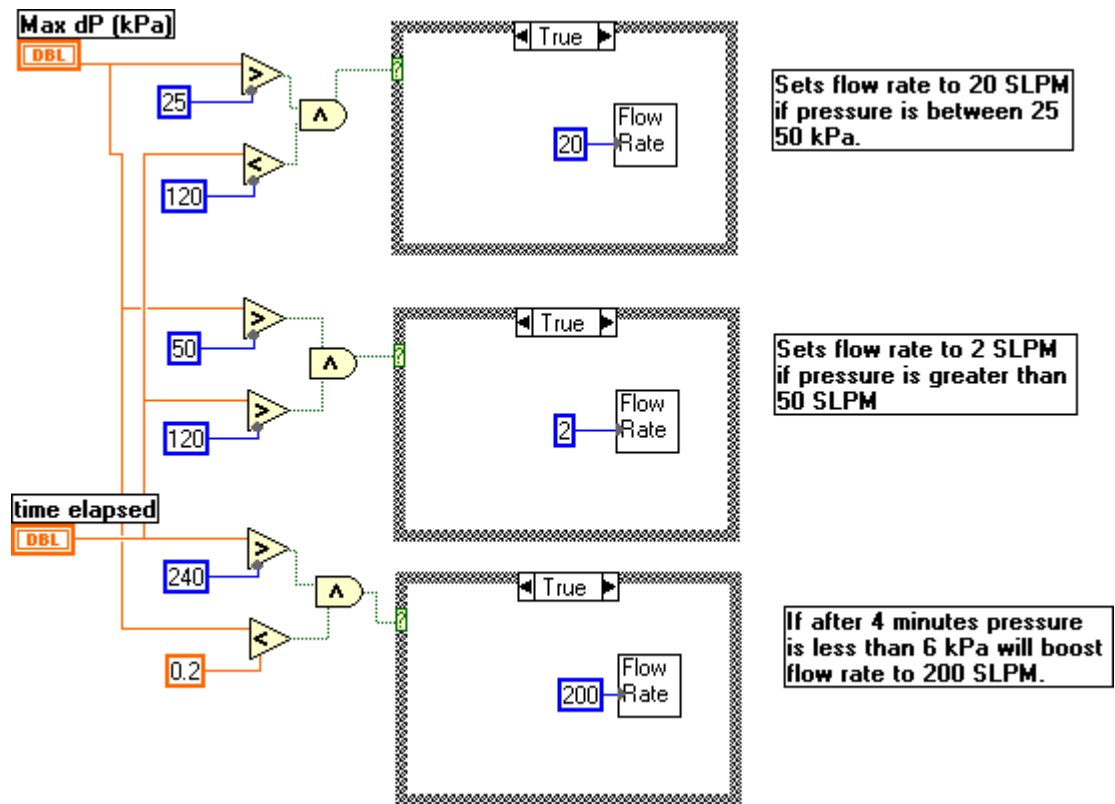 Max dP (kPa)
DBL
>
25
<
120
∧
?
True
20
Flow
Rate
Sets flow rate to 20 SLPM
if pressure is between 25
50 kPa.
>
50
>
120
∧
?
True
2
Flow
Rate
Sets flow rate to 2 SLPM
if pressure is greater than
50 SLPM
time elapsed
DBL
>
240
<
0.2
∧
?
True
200
Flow
Rate
If after 4 minutes pressure
is less than 6 kPa will boost
flow rate to 200 SLPM.